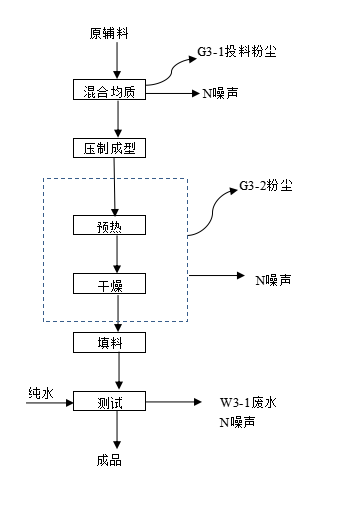 原辅料
G3-1投料粉尘
混合均质
N噪声
压制成型
G3-2粉尘
预热
N噪声
干燥
填料
纯水
测试
W3-1废水
N噪声
成品